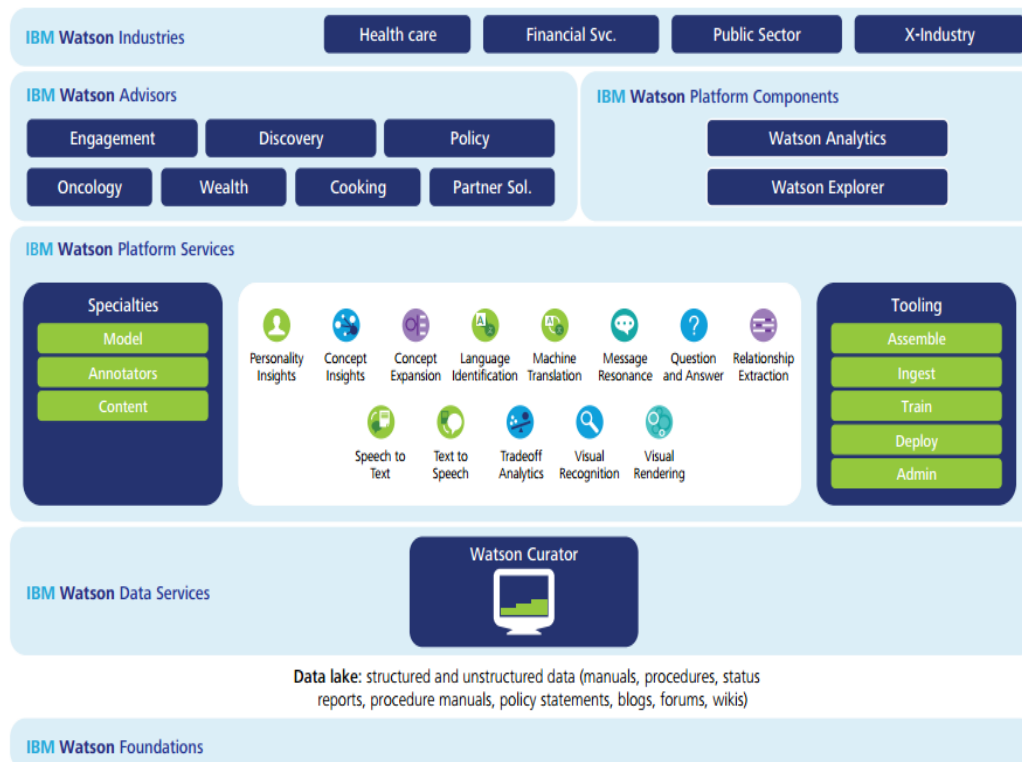 IBM Watson Industries
Health care
Financial Svc.
Public Sector
X-Industry
IBM Watson Advisors
Engagement
Discovery
Policy
Oncology
Wealth
Cooking
Partner Sol.
IBM Watson Platform Components
Watson Analytics
Watson Explorer
IBM Watson Platform Services
Specialties
Model
Annotators
Content
Personality
Insights
Concept
Insights
Concept
Expansion
Language
Identification
Machine
Translation
Message
Resonance
Question
and Answer
Relationship
Extraction
Speech to
Text
Text to
Speech
Tradeoff
Analytics
Visual
Recognition
Visual
Rendering
Tooling
Assemble
Ingest
Train
Deploy
Admin
IBM Watson Data Services
Watson Curator
Data lake: structured and unstructured data (manuals, procedures, status
reports, procedure manuals, policy statements, blogs, forums, wikis)
IBM Watson Foundations